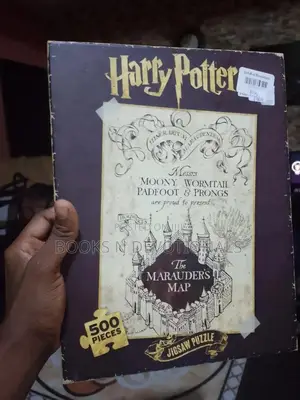 Harry Potter
Messrs
MOONY, WORMTAIL
PADFOOT & PRONGS
are proud to present
BOOKS N DEVOTIONALS
The
MARAUDER'S
MAP
500
PIECES
JIGSAW PUZZLE